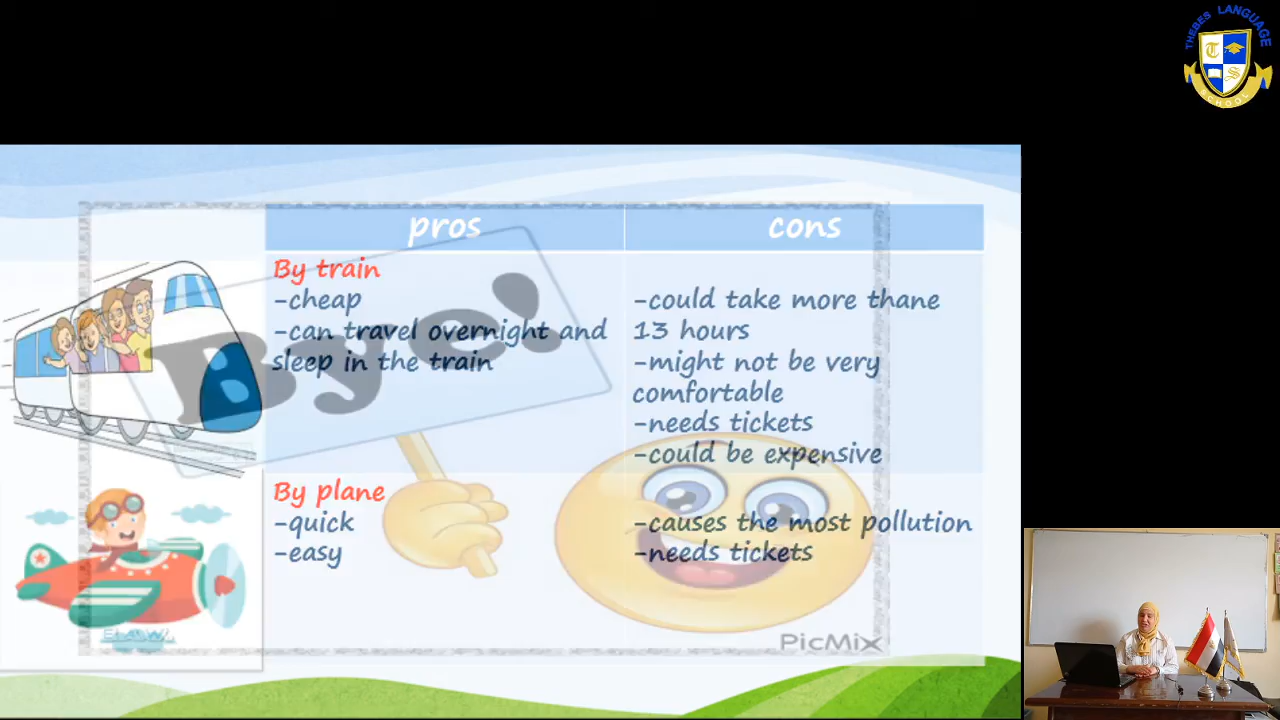 THEBES LANGUAGE
T
S
SCHOOL
pros
cons
By train
-cheap
-can travel overnight and
sleep in the train
-could take more thane
13 hours
-might not be very
comfortable
-needs tickets
-could be expensive
By plane
-quick
-easy
-causes the most pollution
-needs tickets
Bye!
PicMix